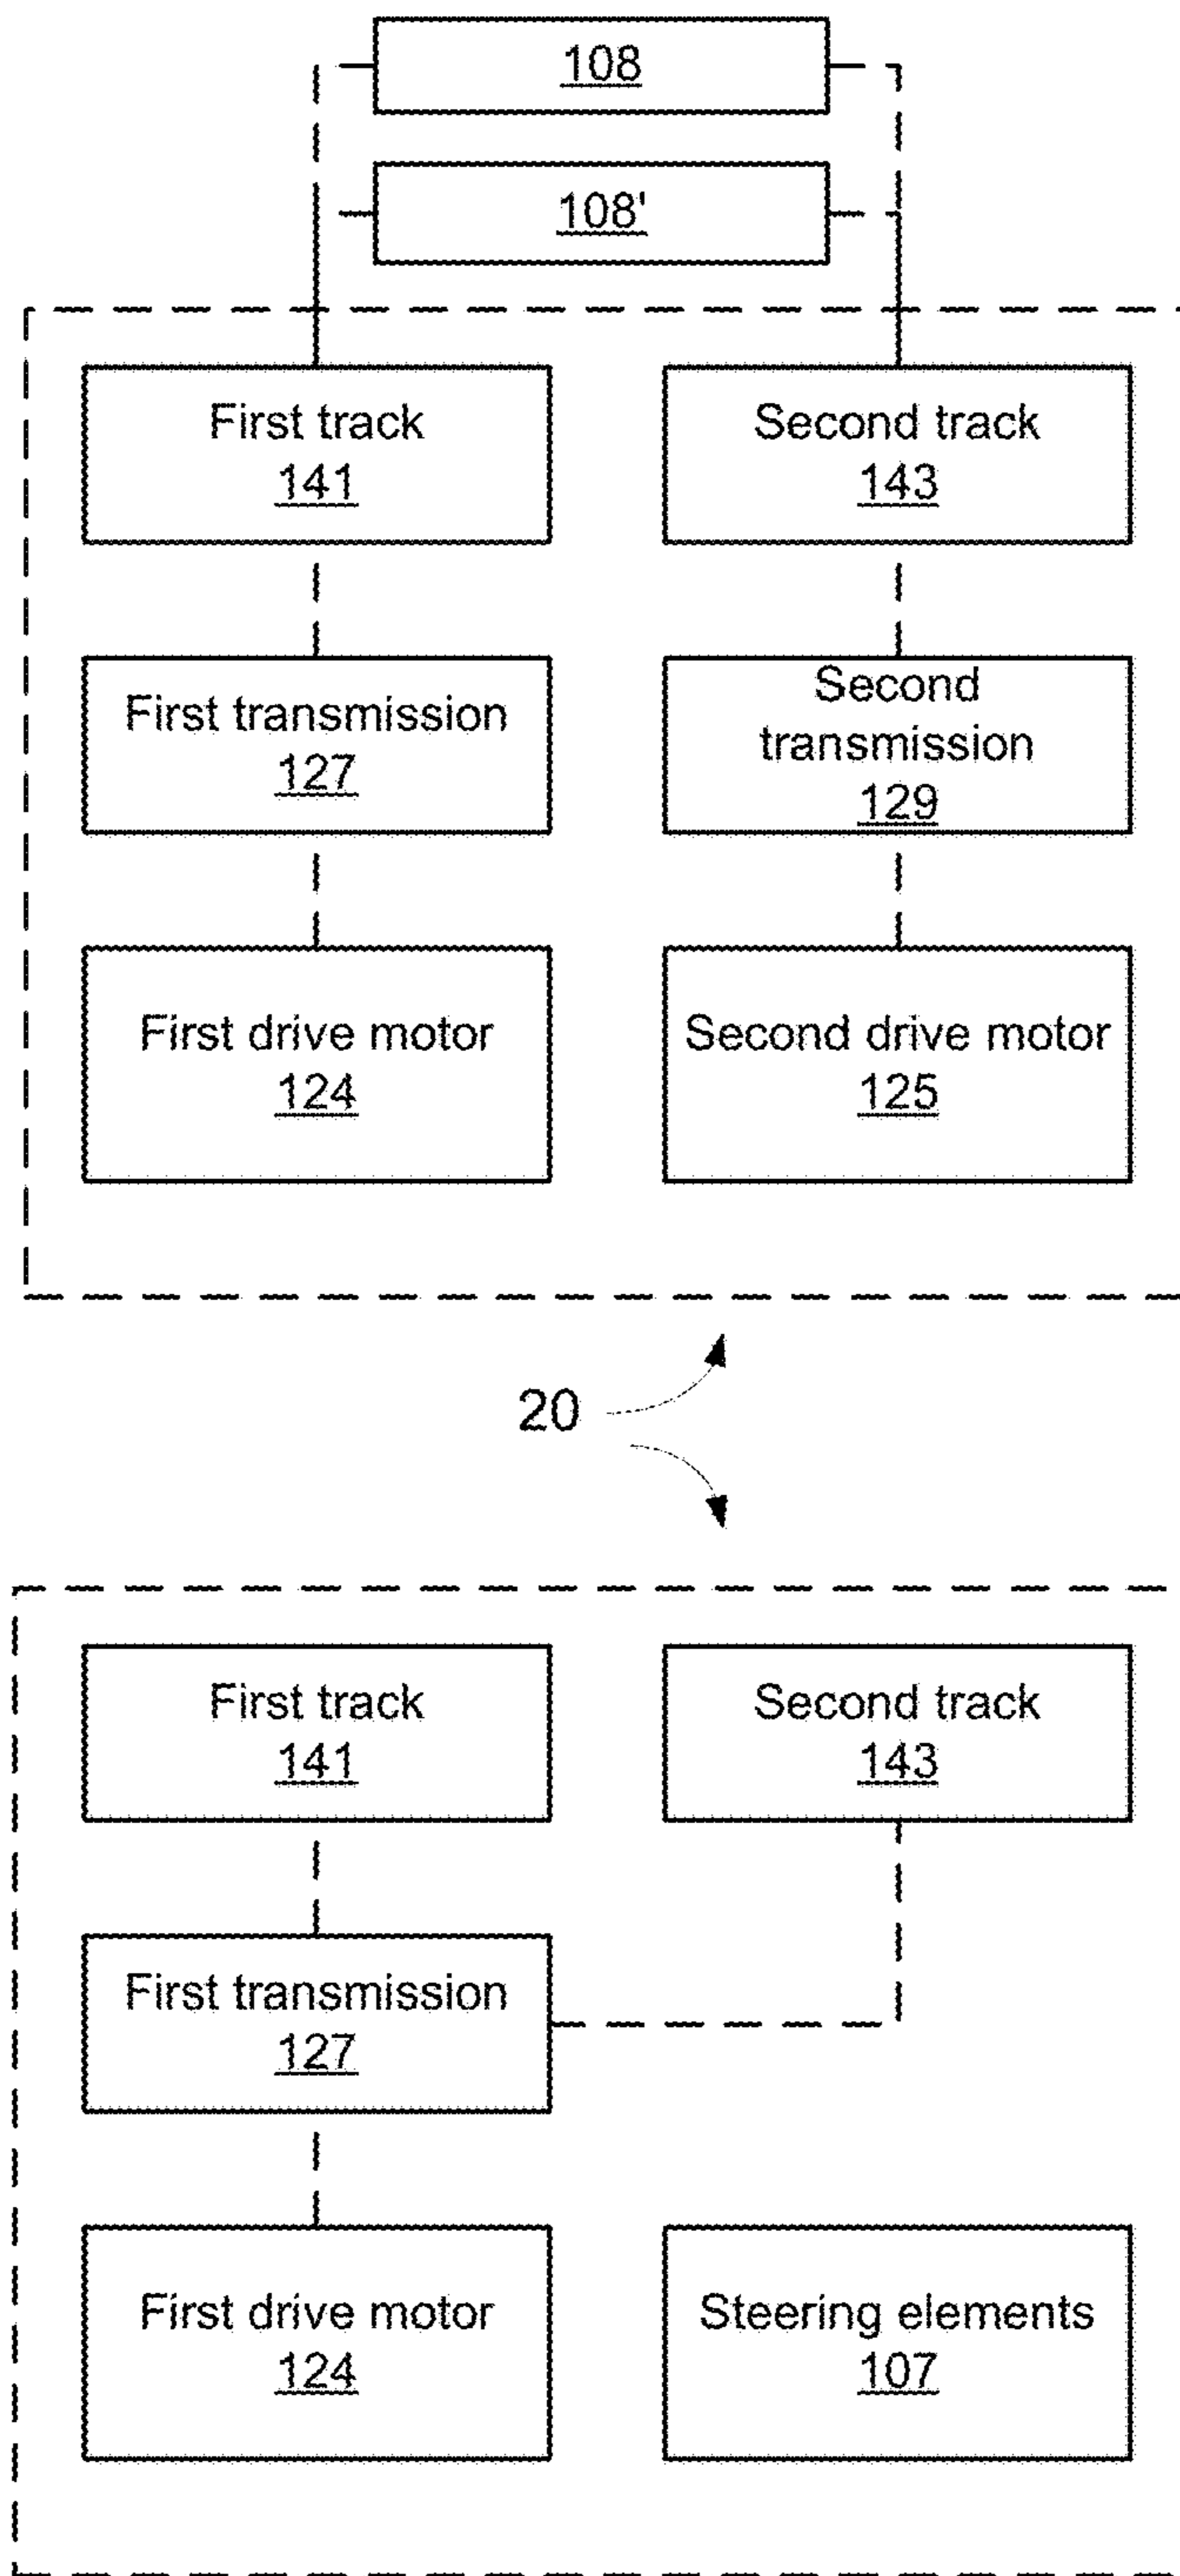 108
108'
First track
141
Second track
143
First transmission
127
Second
transmission
129
First drive motor
124
Second drive motor
125
20
First track
141
Second track
143
First transmission
127
First drive motor
124
Steering elements
107